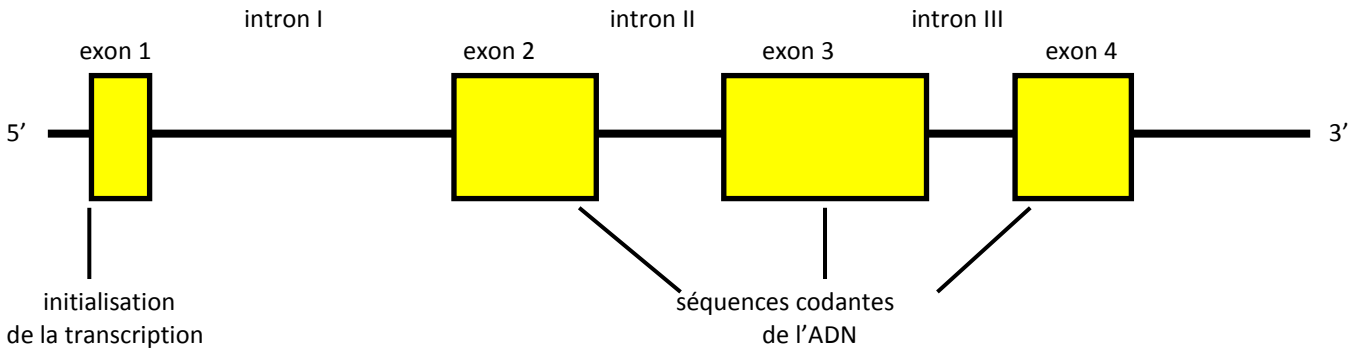 intron I
intron II
intron III
exon 1
exon 2
exon 3
exon 4
5’
3’
initialisation
de la transcription
séquences codantes
de l’ADN